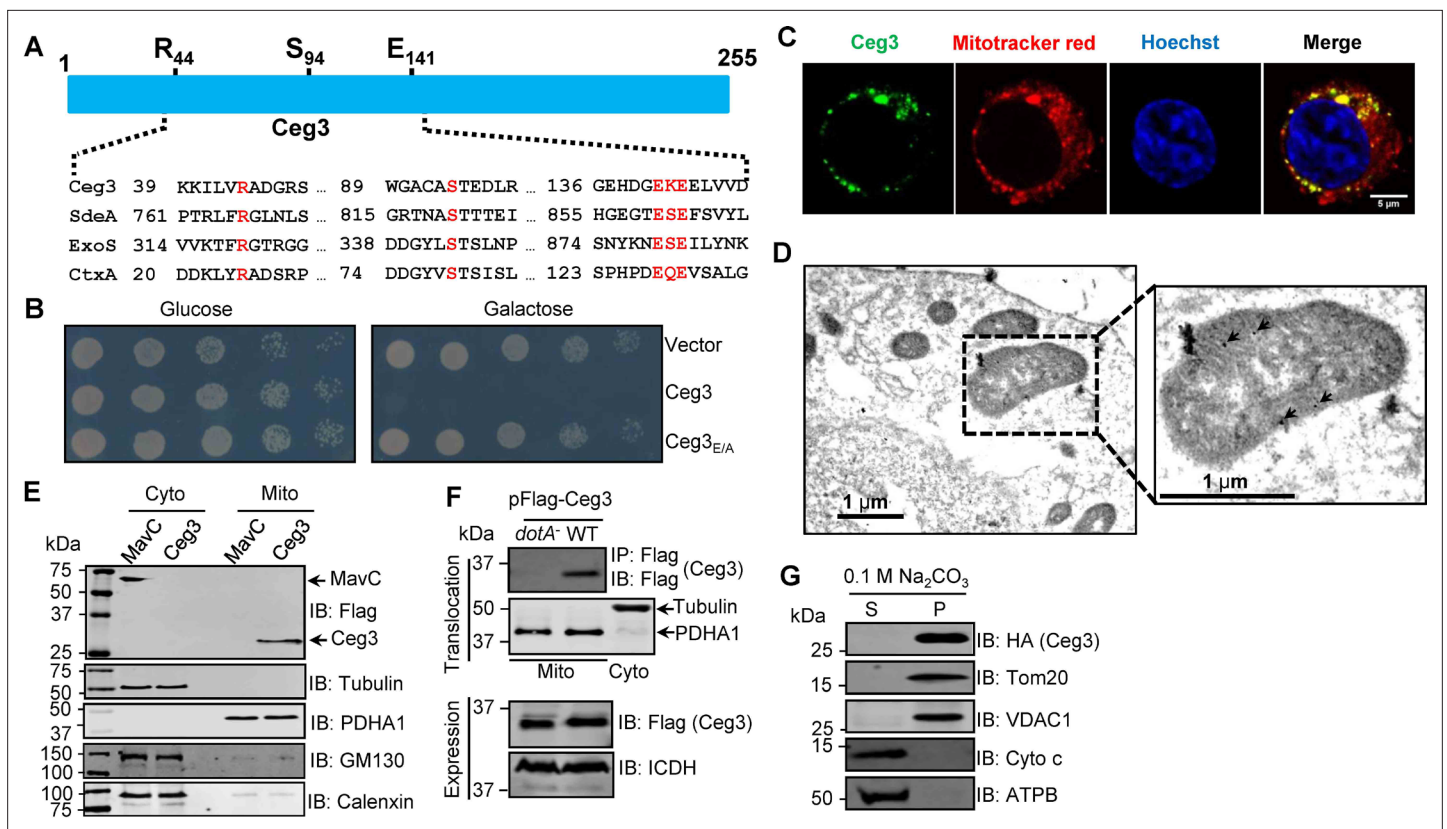 A
R44 S94 E141
1 255
Ceg3
Ceg3 39 KKILVRADGRS ... 89 WGACASTEDLR ... 136 GEHDGEKEELVVD
SdeA 761 PTRLFRGLNLS ... 815 GRTNASTTTEI ... 855 HGEGTESEFSVYL
ExoS 314 VVKTFRGTRGG ... 338 DDGYLSTSLNP ... 874 SNYKNESEILYNK
CtxA 20 DDKLYRADSRP ... 74 DDGYVSTSISL ... 123 SPHPDEQEVSALG
B
Glucose Galactose
Vector
Ceg3
Ceg3E/A
C
Ceg3 Mitotracker red Hoechst Merge
5 µm
D
1 µm
1 µm
E
Cyto Mito
kDa MavC Ceg3 MavC Ceg3
75
50
37
25
MavC
IB: Flag
Ceg3
75
50
IB: Tubulin
50
37
IB: PDHA1
150
100
IB: GM130
100
75
IB: Calenxin
F
pFlag-Ceg3
kDa dotA- WT
Translocation
37
IP: Flag
IB: Flag
(Ceg3)
50
37
Tubulin
PDHA1
Mito Cyto
Expression
37
IB: Flag (Ceg3)
IB: ICDH
37
G
0.1 M Na2CO3
kDa S P
25 IB: HA (Ceg3)
15 IB: Tom20
25 IB: VDAC1
15 IB: Cyto c
50 IB: ATPB